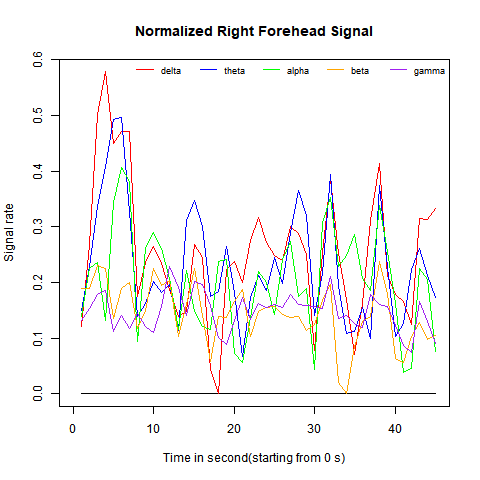 Normalized Right Forehead Signal
delta theta alpha beta gamma
Signal rate
0.0 0.1 0.2 0.3 0.4 0.5 0.6
0 10 20 30 40
Time in second(starting from 0 s)